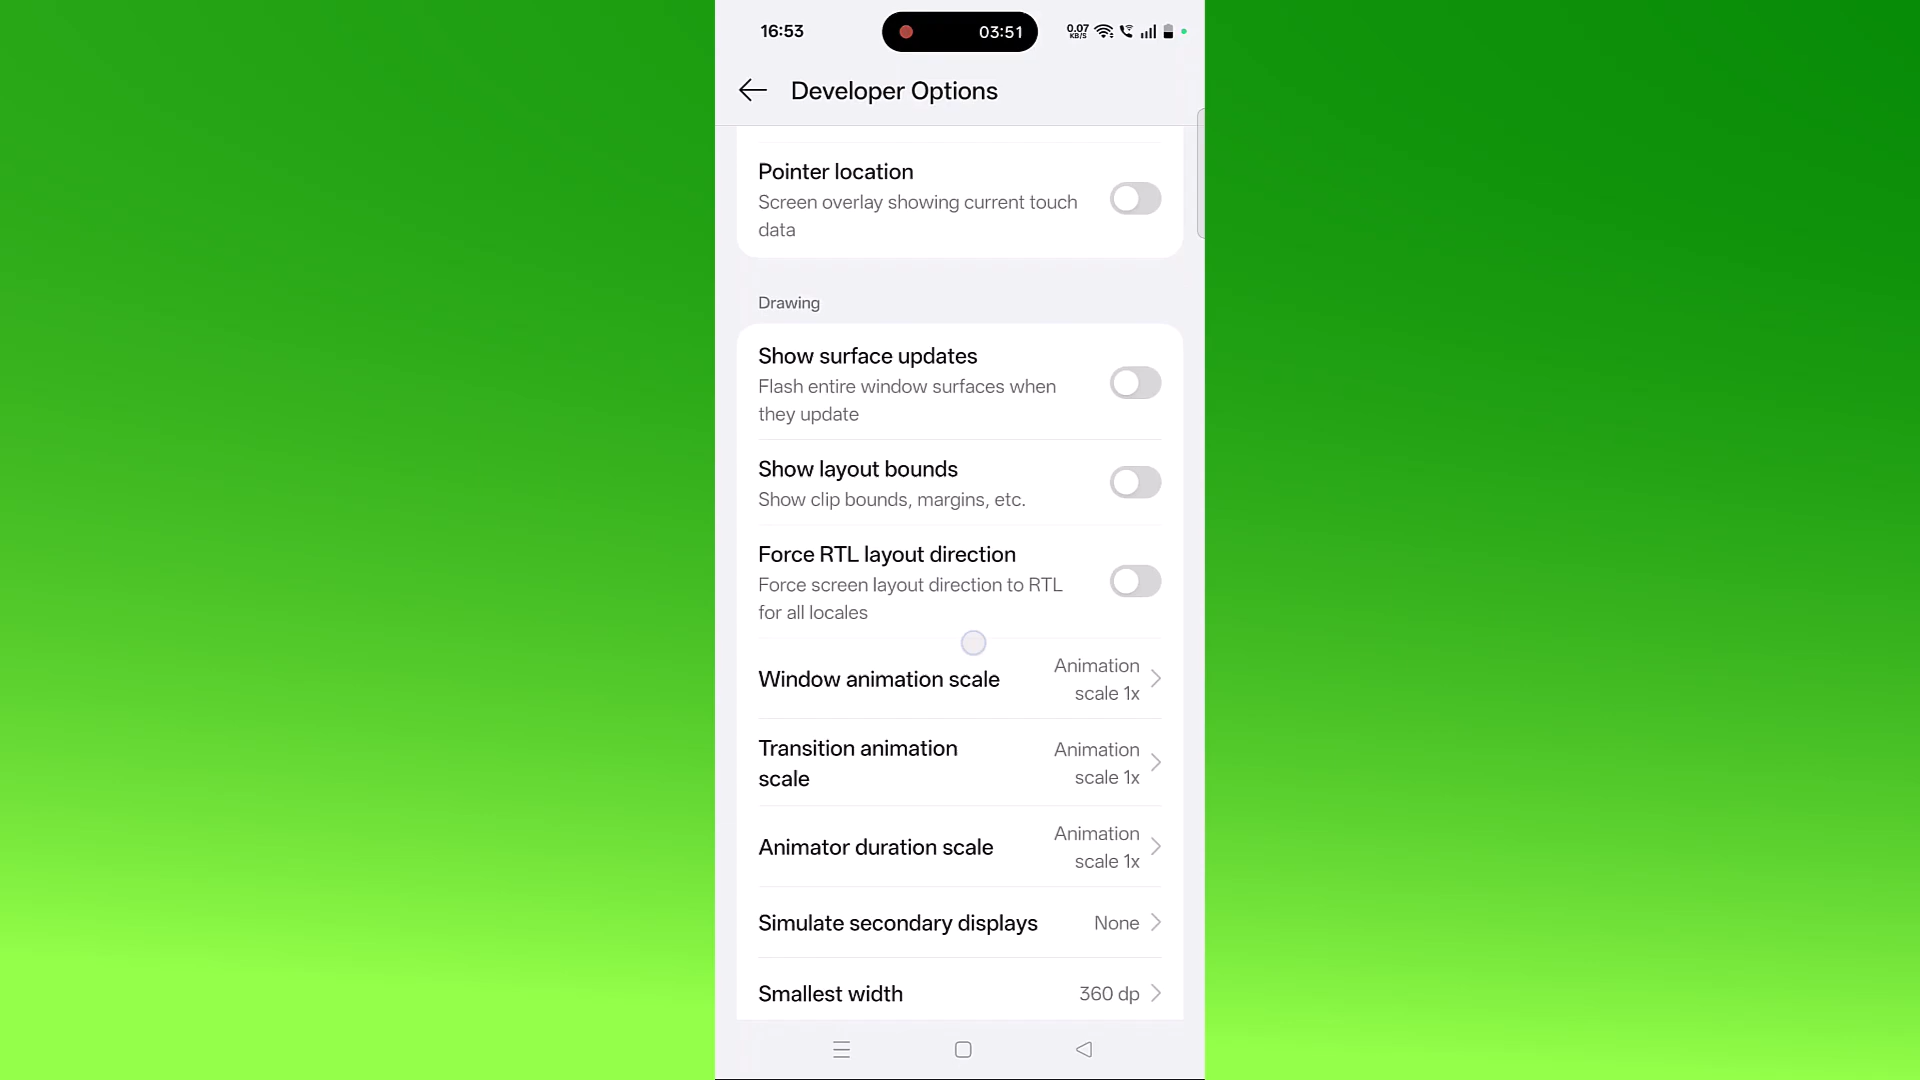 16:53
03:51
0.07
KB/S
Developer Options
Pointer location
Screen overlay showing current touch
data
Drawing
Show surface updates
Flash entire window surfaces when
they update
Show layout bounds
Show clip bounds, margins, etc.
Force RTL layout direction
Force screen layout direction to RTL
for all locales
Window animation scale
Animation
scale 1x
Transition animation
scale
Animation
scale 1x
Animator duration scale
Animation
scale 1x
Simulate secondary displays
None
Smallest width
360 dp